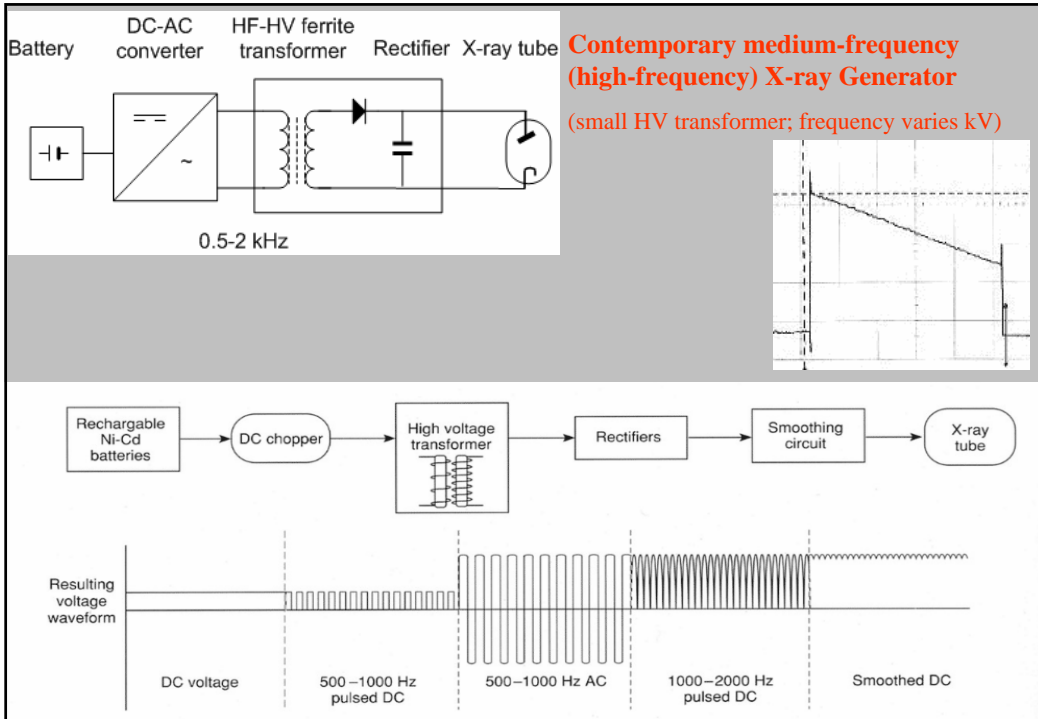 Battery
DC-AC
converter
HF-HV ferrite
transformer
Rectifier
X-ray tube
~
0.5-2 kHz
Contemporary medium-frequency
(high-frequency) X-ray Generator
(small HV transformer; frequency varies kV)
Rechargable
Ni-Cd
batteries
DC chopper
High voltage
transformer
Rectifiers
Smoothing
circuit
X-ray
tube
Resulting
voltage
waveform
DC voltage
500–1000 Hz
pulsed DC
500–1000 Hz AC
1000–2000 Hz
pulsed DC
Smoothed DC